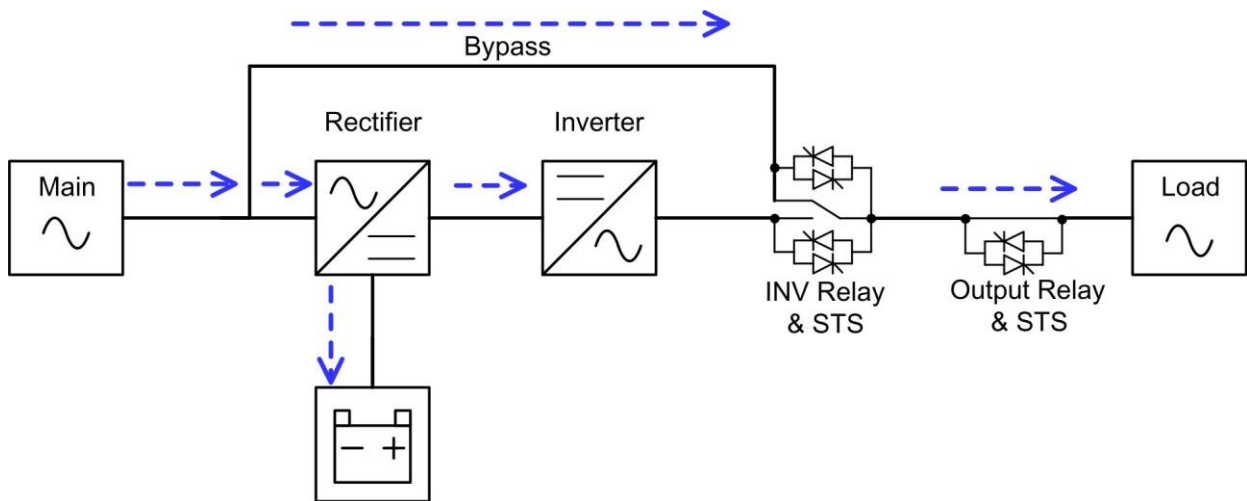 Bypass
Rectifier
Inverter
Main
Load
INV Relay
& STS
Output Relay
& STS